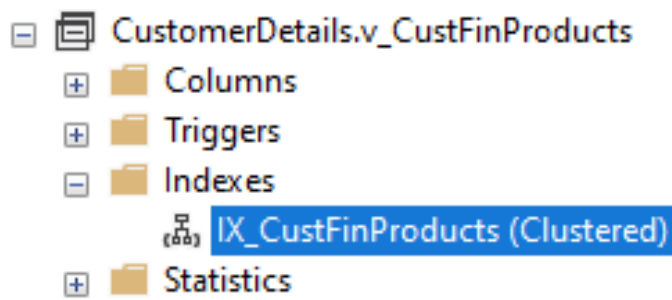 CustomerDetails.v_CustFinProducts
Columns
Triggers
Indexes
IX_CustFinProducts (Clustered)
Statistics